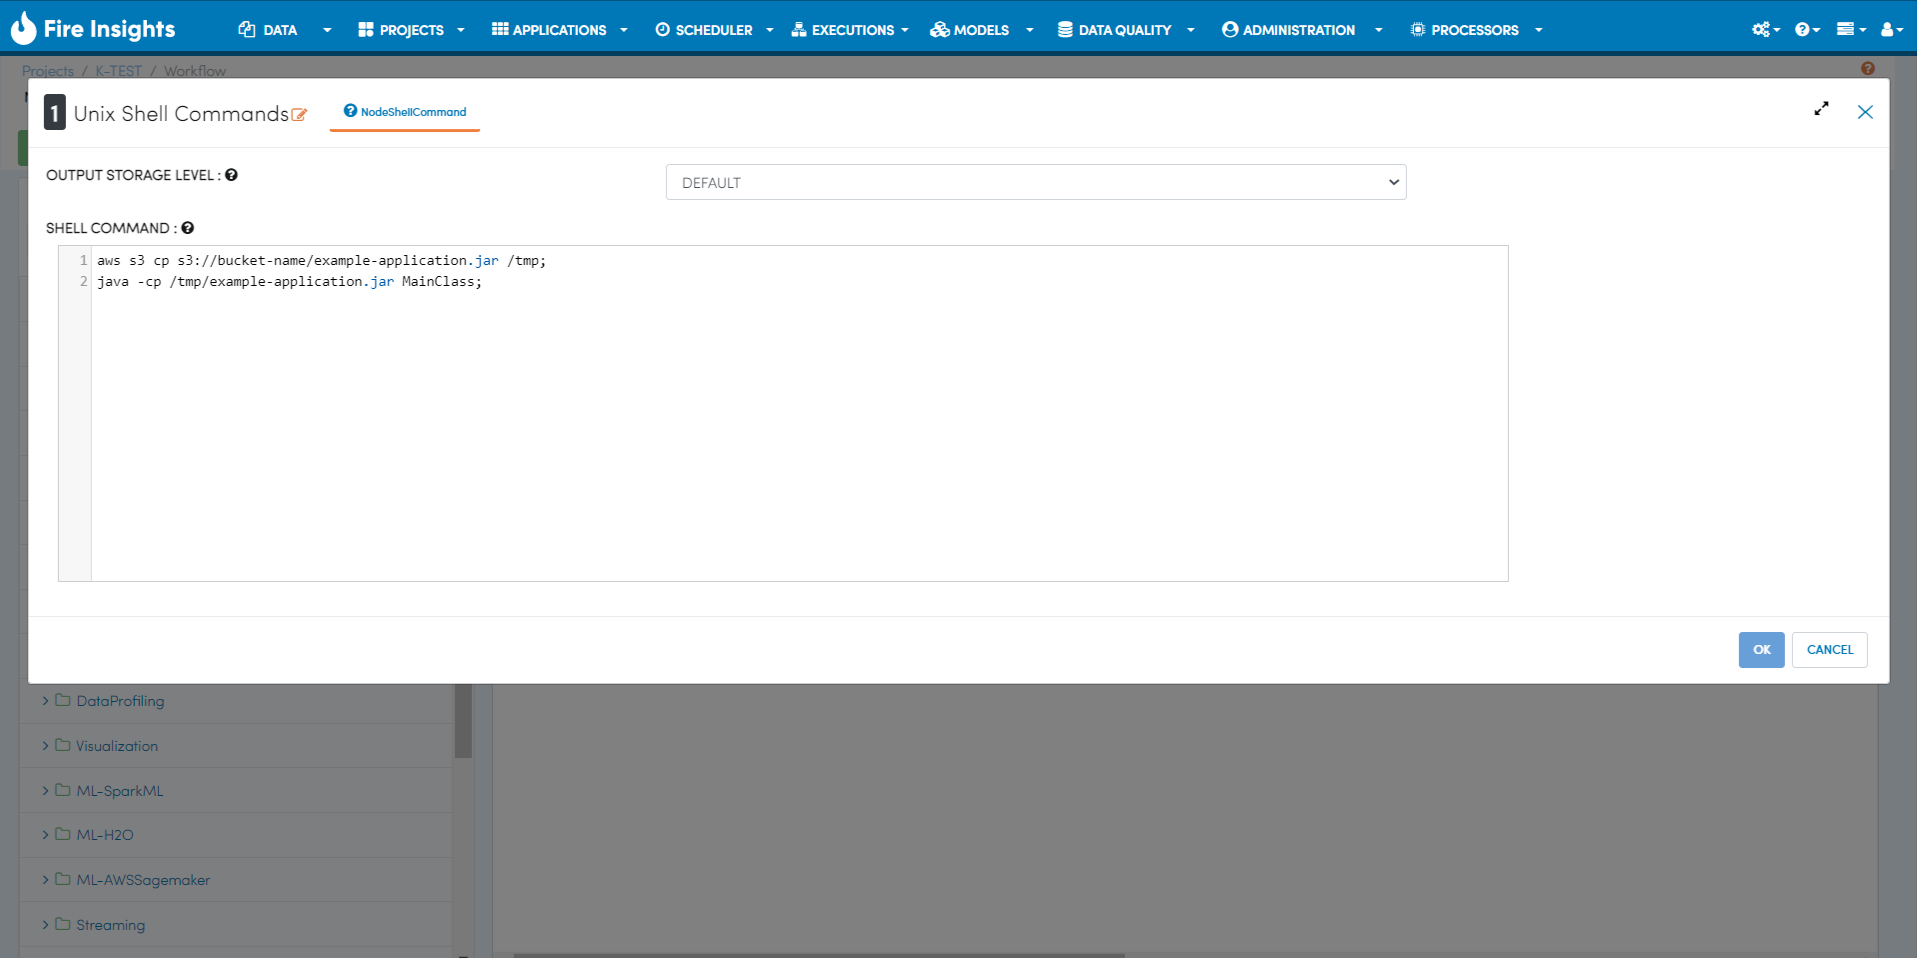 Fire Insights DATA PROJECTS APPLICATIONS SCHEDULER EXECUTIONS MODELS DATA QUALITY ADMINISTRATION PROCESSORS
Projects / K-TEST / Workflow
1 Unix Shell Commands NodeShellCommand
OUTPUT STORAGE LEVEL :
DEFAULT
SHELL COMMAND :
1 aws s3 cp s3://bucket-name/example-application.jar /tmp;
2 java -cp /tmp/example-application.jar MainClass;
OK CANCEL
DataProfiling
Visualization
ML-SparkML
ML-H2O
ML-AWSSagemaker
Streaming